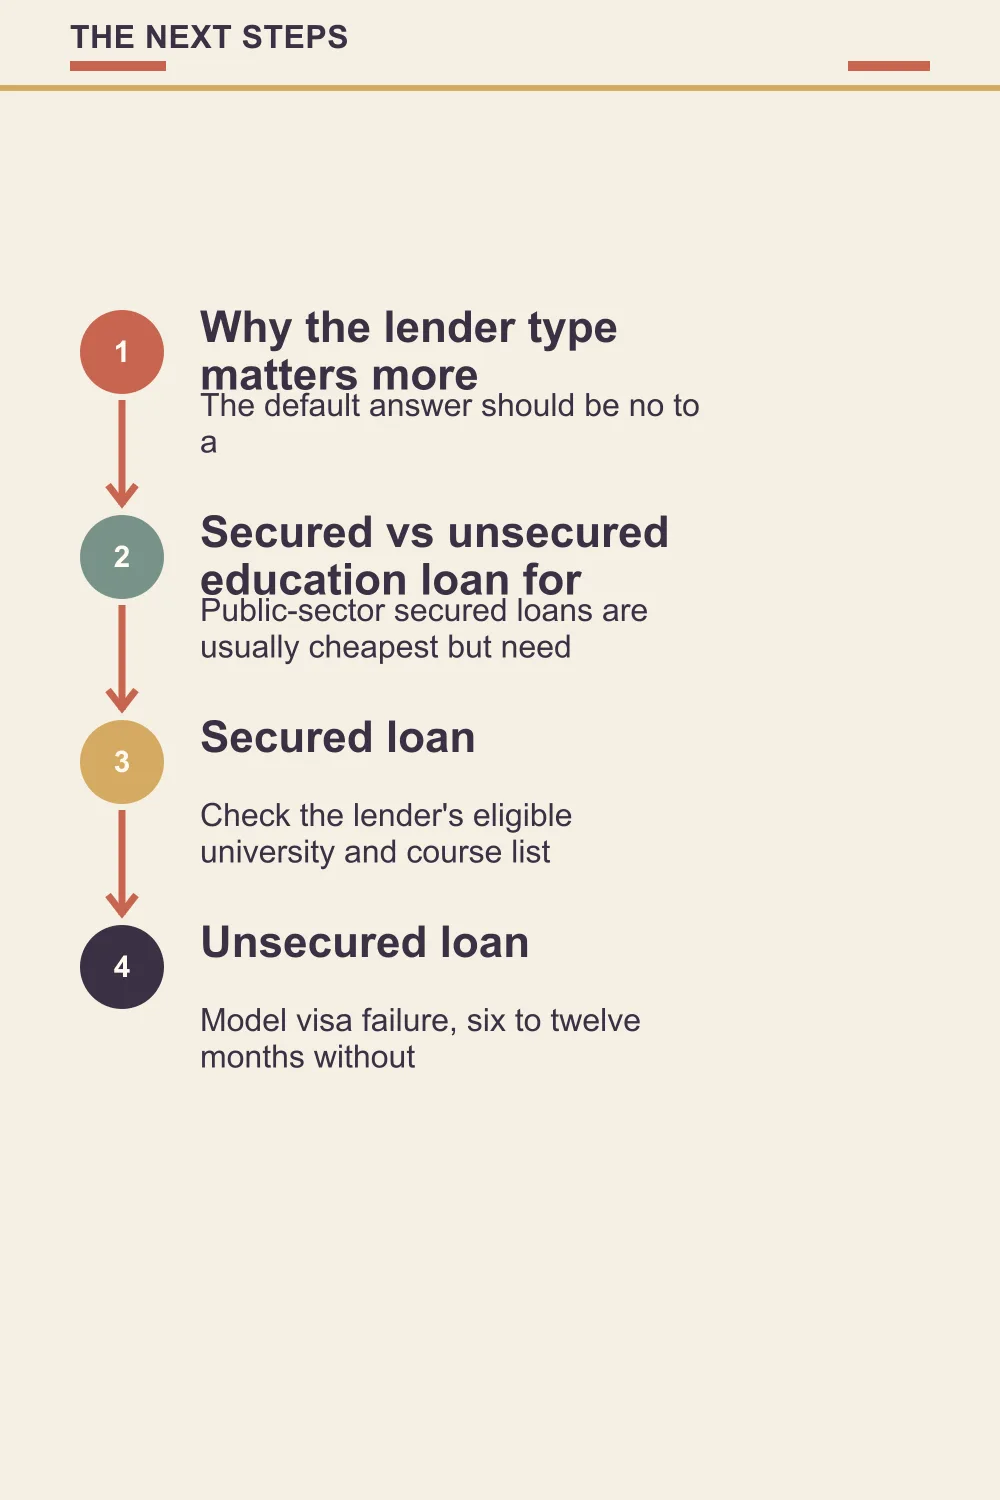 THE NEXT STEPS
1
Why the lender type
matters more
The default answer should be no to
a
2
Secured vs unsecured
education loan for
Public-sector secured loans are
usually cheapest but need
3
Secured loan
Check the lender's eligible
university and course list
4
Unsecured loan
Model visa failure, six to twelve
months without